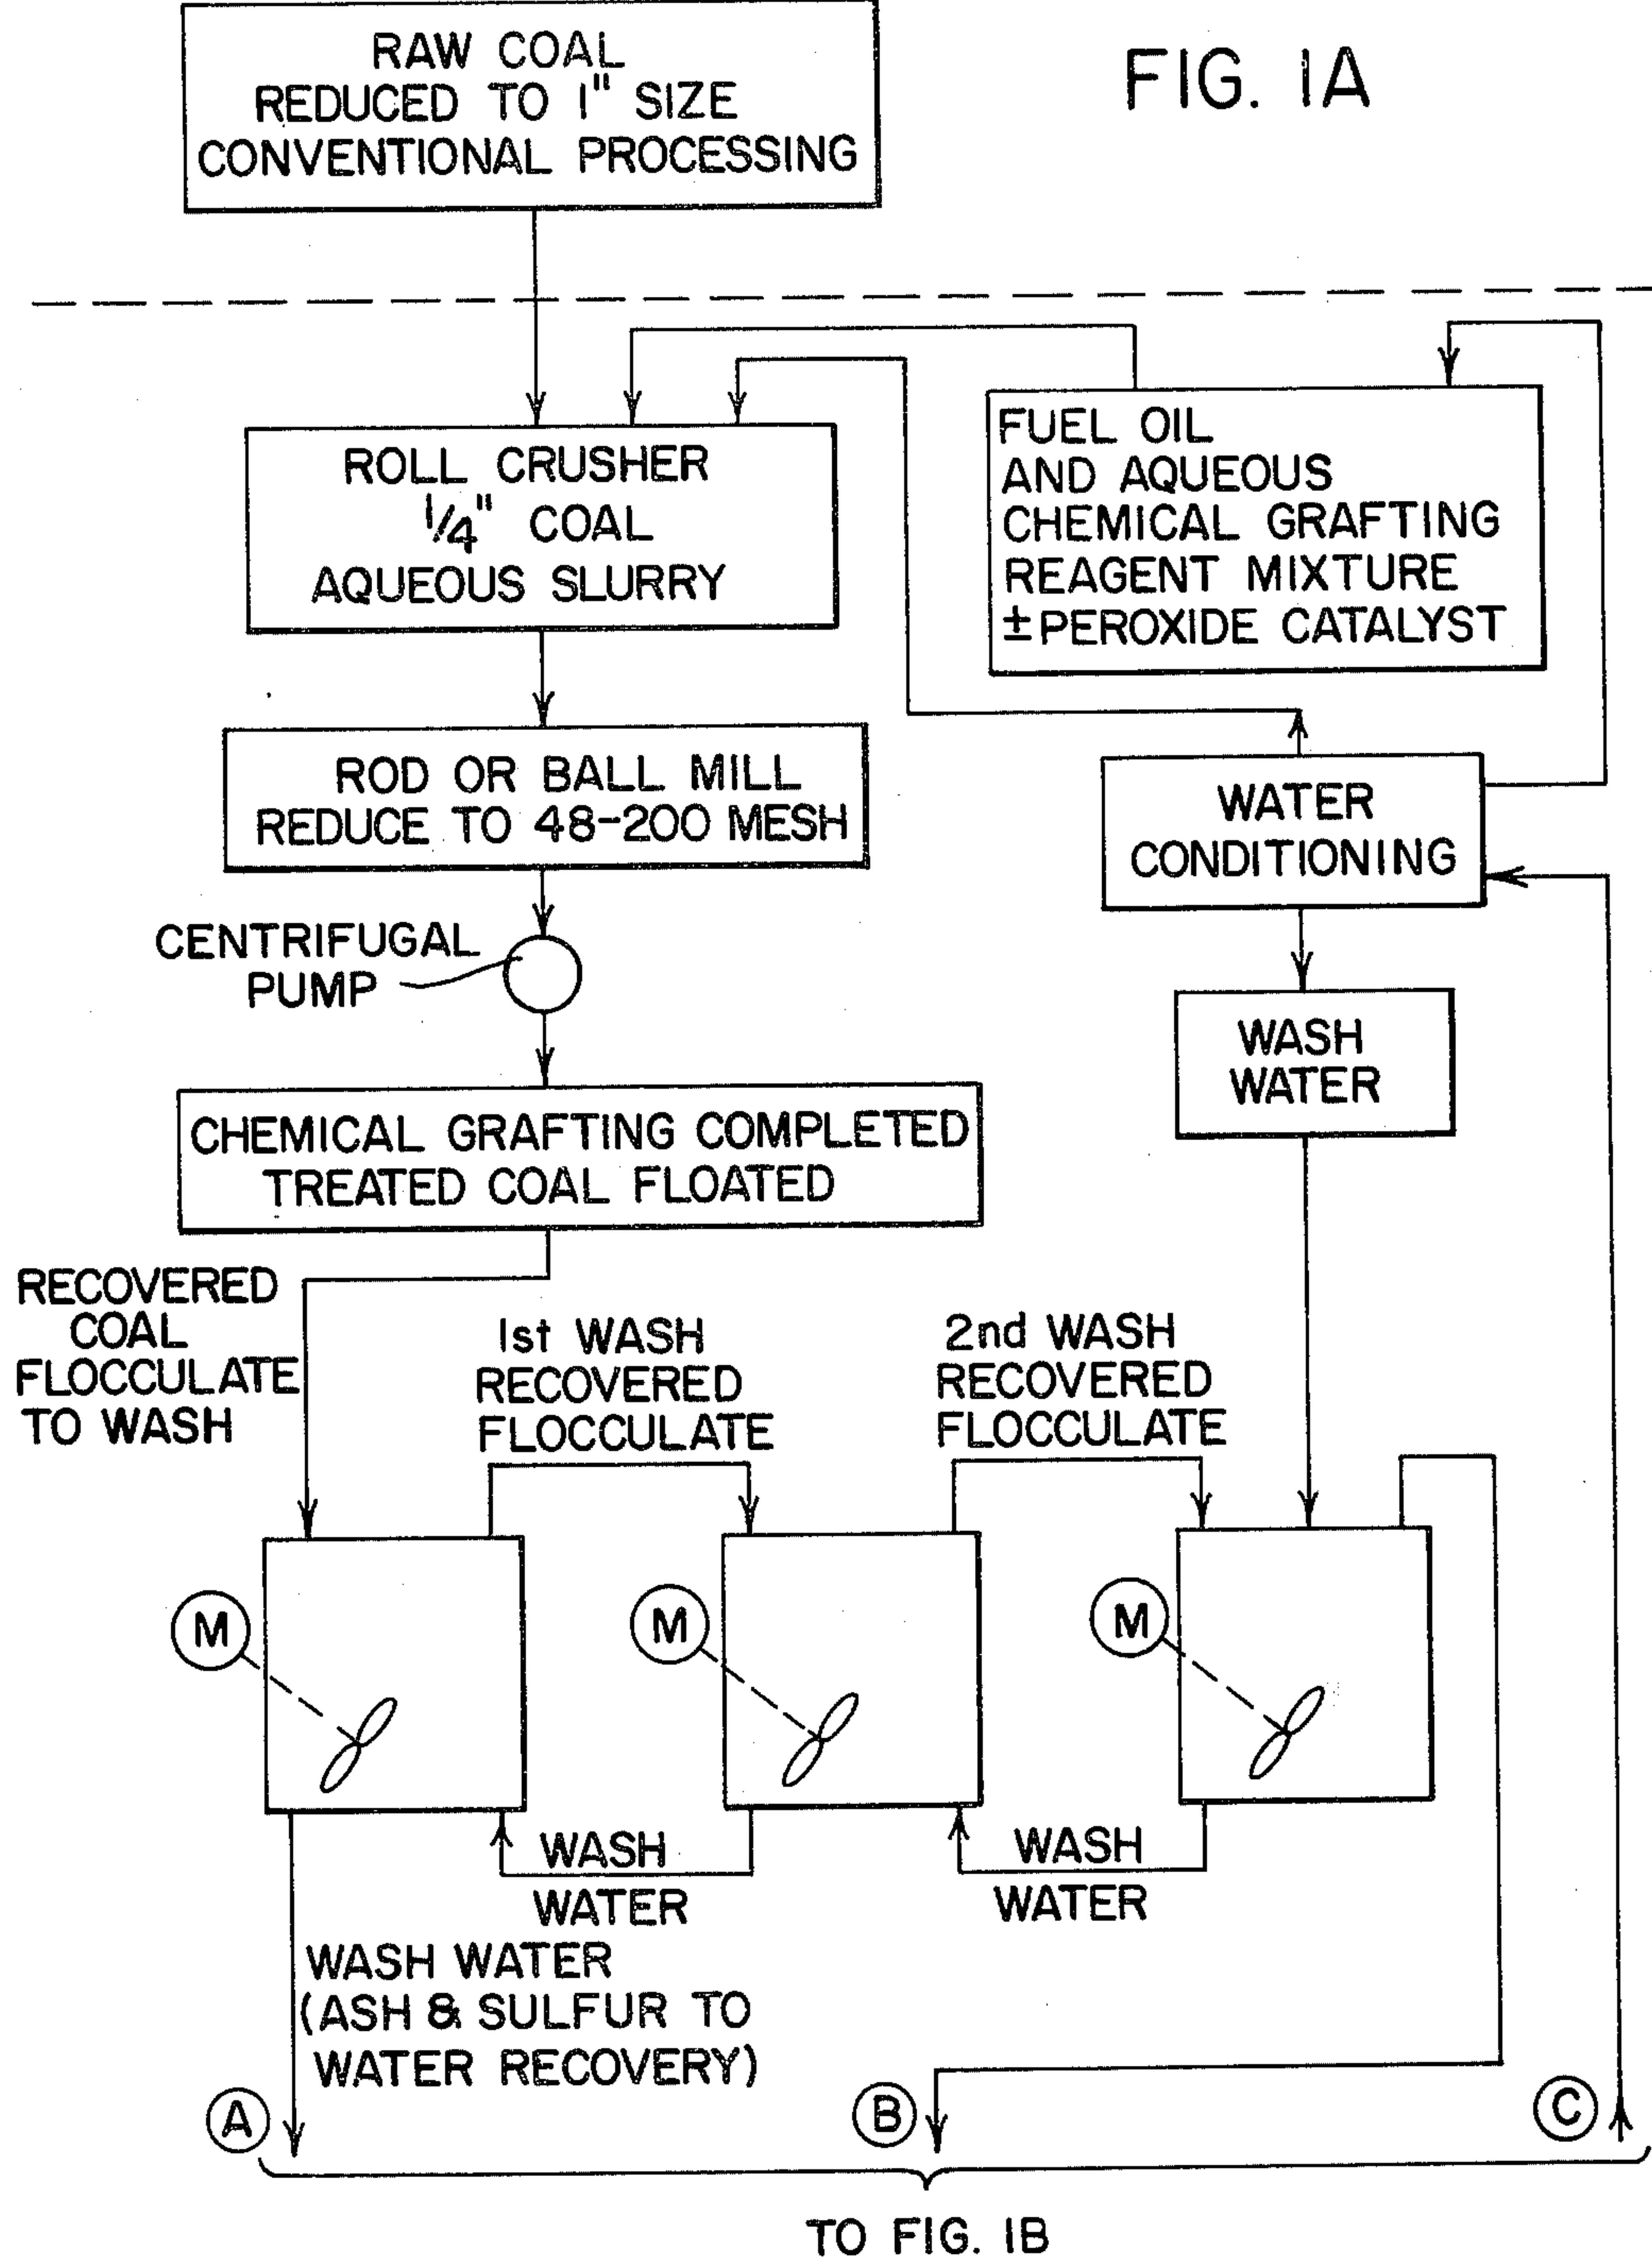 FIG. 1A
RAW COAL
REDUCED TO 1" SIZE
CONVENTIONAL PROCESSING
ROLL CRUSHER
1/4" COAL
AQUEOUS SLURRY
FUEL OIL
AND AQUEOUS
CHEMICAL GRAFTING
REAGENT MIXTURE
±PEROXIDE CATALYST
ROD OR BALL MILL
REDUCE TO 48-200 MESH
WATER
CONDITIONING
CENTRIFUGAL
PUMP
WASH
WATER
CHEMICAL GRAFTING COMPLETED
TREATED COAL FLOATED
RECOVERED
COAL
FLOCCULATE
TO WASH
1st WASH
RECOVERED
FLOCCULATE
2nd WASH
RECOVERED
FLOCCULATE
M
M
M
WASH
WATER
WASH
WATER
WASH WATER
(ASH & SULFUR TO
WATER RECOVERY)
A
B
C
TO FIG. 1B